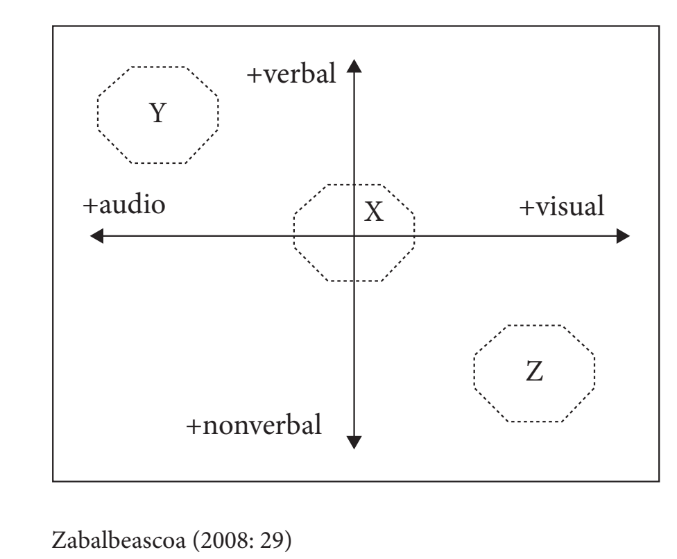 +verbal
Y
+audio
X
+visual
Z
+nonverbal
Zabalbeascoa (2008: 29)